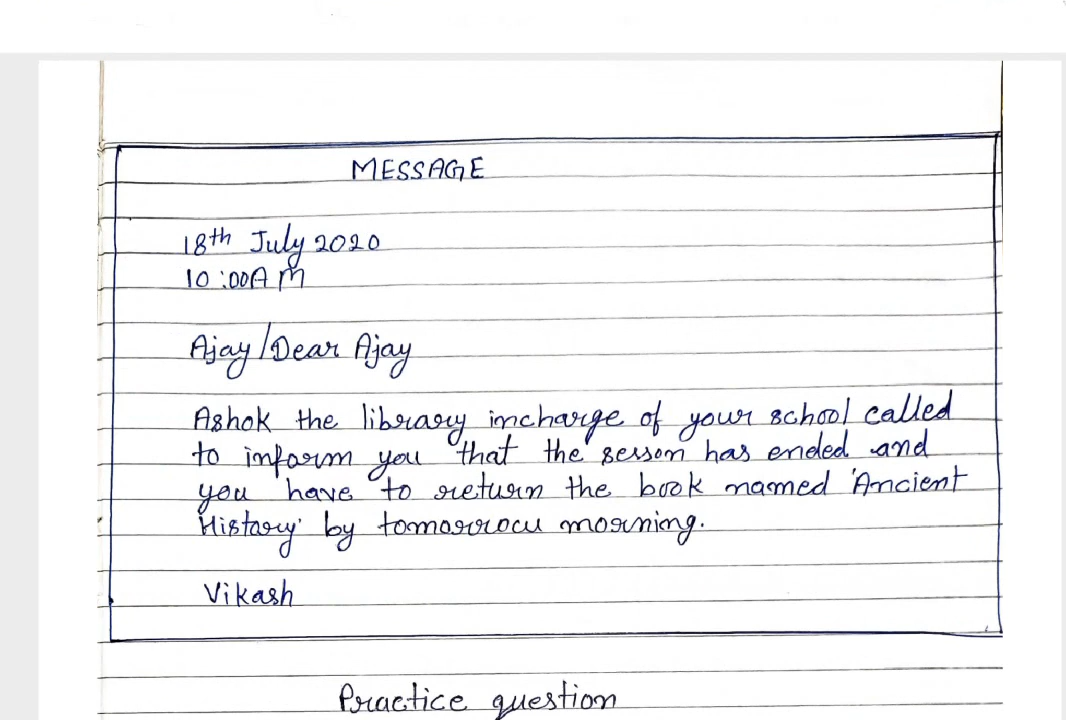 MESSAGE
18th July 2020
10:00AM
Ajay/Dear Ajay
Ashok the library incharge of your school called
to inform you that the sesson has ended and
you have to return the book named 'Ancient
History' by tomorrow morning.
Vikash
Practice question